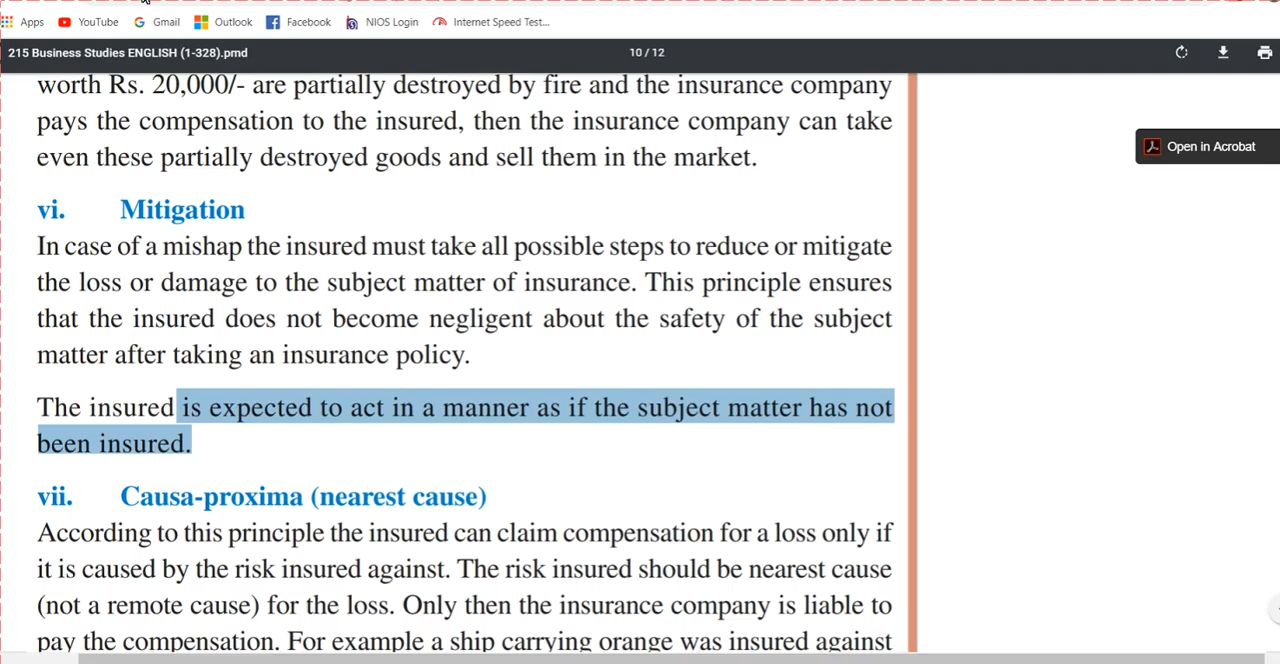 Apps YouTube Gmail Outlook Facebook NIOS Login Internet Speed Test...
215 Business Studies ENGLISH (1-328).pmd 10 / 12
Open in Acrobat
worth Rs. 20,000/- are partially destroyed by fire and the insurance company
pays the compensation to the insured, then the insurance company can take
even these partially destroyed goods and sell them in the market.
vi. Mitigation
In case of a mishap the insured must take all possible steps to reduce or mitigate
the loss or damage to the subject matter of insurance. This principle ensures
that the insured does not become negligent about the safety of the subject
matter after taking an insurance policy.
The insured is expected to act in a manner as if the subject matter has not
been insured.
vii. Causa-proxima (nearest cause)
According to this principle the insured can claim compensation for a loss only if
it is caused by the risk insured against. The risk insured should be nearest cause
(not a remote cause) for the loss. Only then the insurance company is liable to
pay the compensation. For example a ship carrying orange was insured against